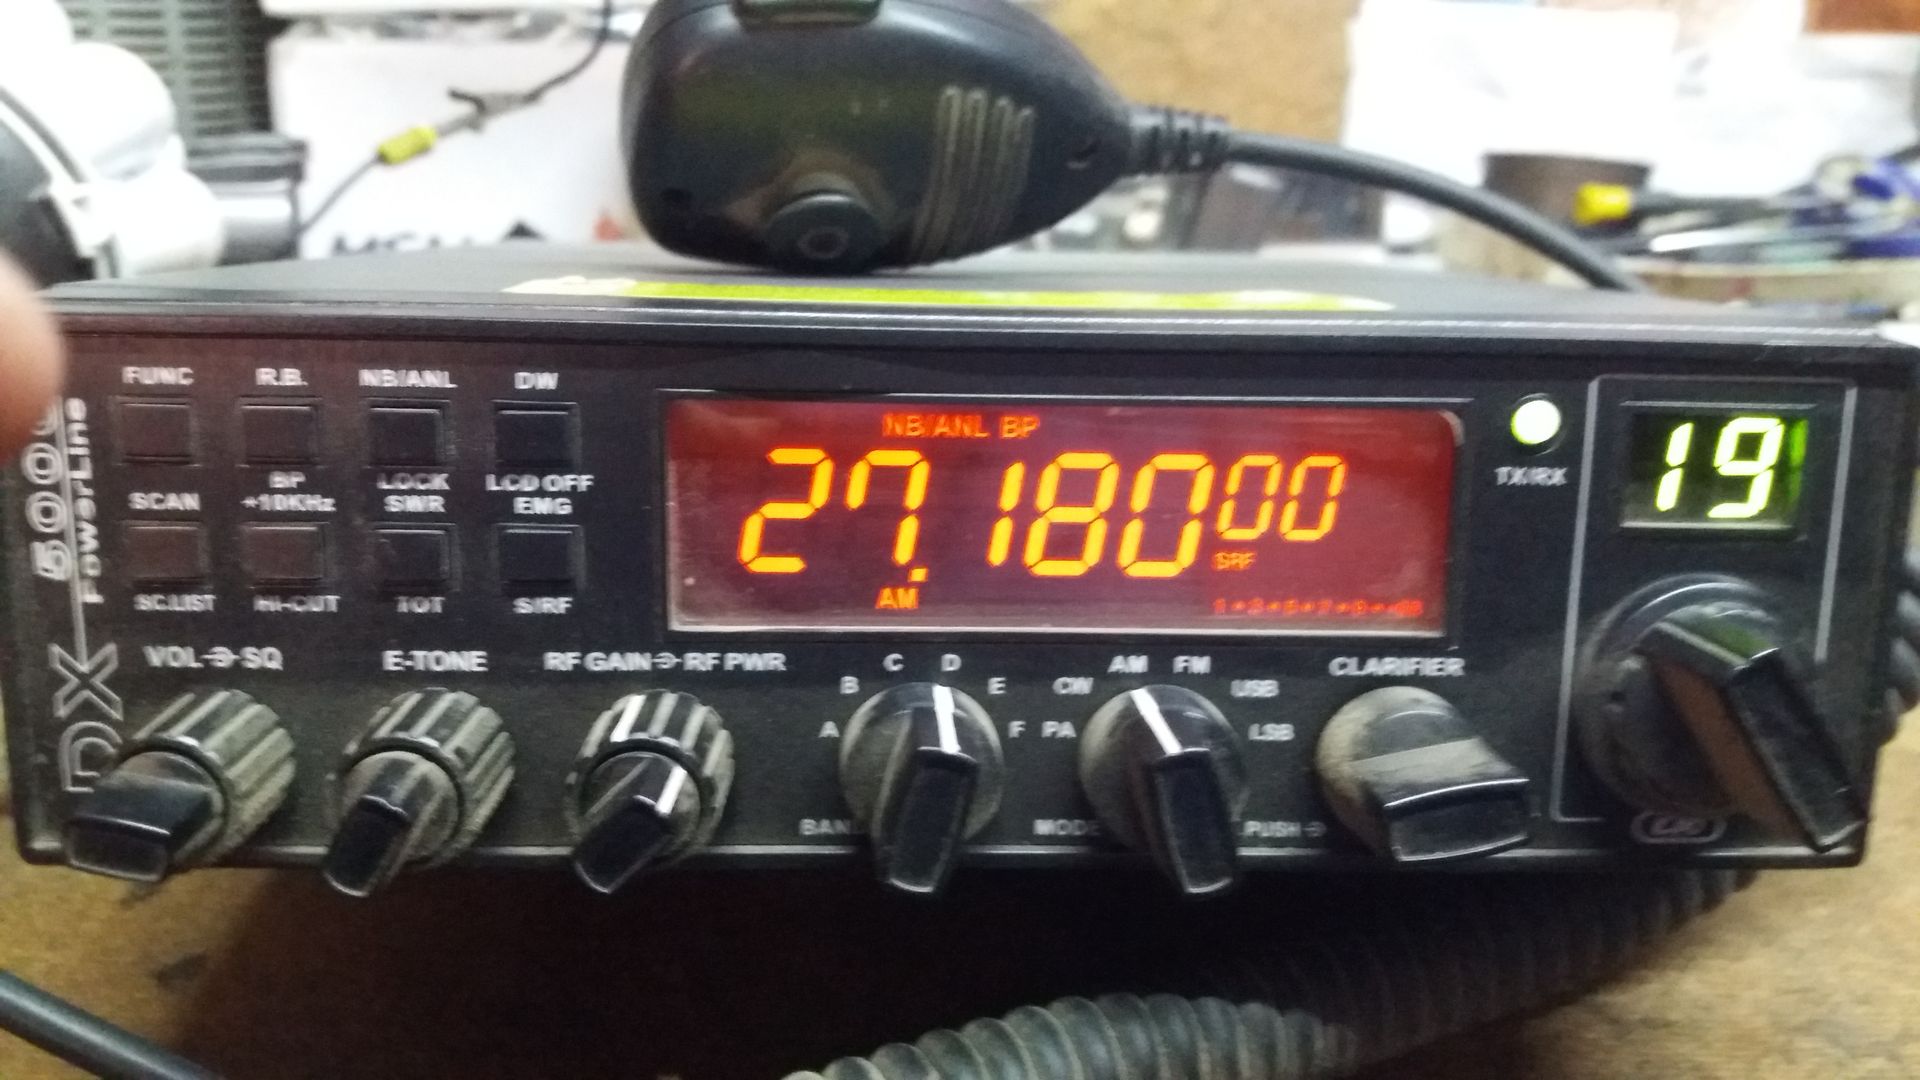 FUNC R.B. NB/ANL DW
BP LOCK LCD OFF
SCAN +10KHz SWR EMG
SC.LIST HI-CUT TOT S/RF
DX 5000
PowerLine
NB/ANL BP
27.18000
SRF
AM
TX/RX
19
VOL SQ E-TONE RF GAIN RF PWR
A B C D E F
BAN
PA CW AM FM USB LSB
MODE
CLARIFIER
PUSH